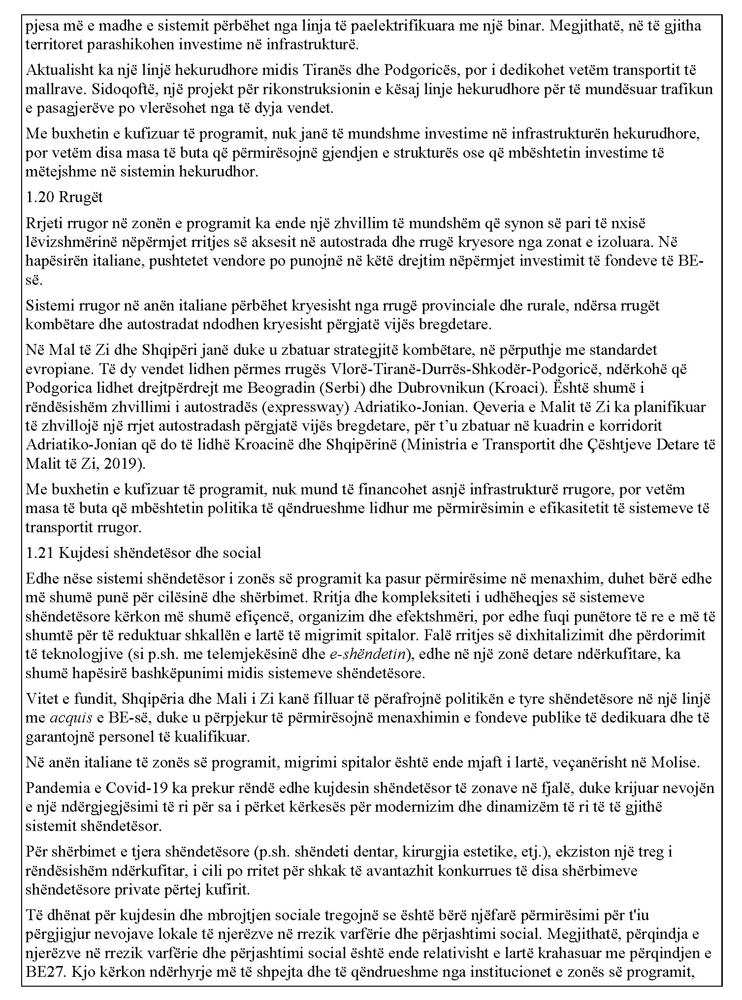 pjesa më e madhe e sistemit përbëhet nga linja të paelektrifikuara me një binar. Megjithatë, në të gjitha
territoret parashikohen investime në infrastrukturë.
Aktualisht ka një linjë hekurudhore midis Tiranës dhe Podgoricës, por i dedikohet vetëm transportit të
mallrave. Sidoqoftë, një projekt për rikonstruksionin e kësaj linje hekurudhore për të mundësuar trafikun
e pasagjerëve po vlerësohet nga të dyja vendet.
Me buxhetin e kufizuar të programit, nuk janë të mundshme investime në infrastrukturën hekurudhore,
por vetëm disa masa të buta që përmirësojnë gjendjen e strukturës ose që mbështetin investime të
mëtejshme në sistemin hekurudhor.
1.20 Rrugët
Rrjeti rrugor në zonën e programit ka ende një zhvillim të mundshëm që synon së pari të nxisë
lëvizshmërinë nëpërmjet rritjes së aksesit në autostrada dhe rrugë kryesore nga zonat e izoluara. Në
hapësirën italiane, pushtetet vendore po punojnë në këtë drejtim nëpërmjet investimit të fondeve të BE-
së.
Sistemi rrugor në anën italiane përbëhet kryesisht nga rrugë provinciale dhe rurale, ndërsa rrugët
kombëtare dhe autostradat ndodhen kryesisht përgjatë vijës bregdetare.
Në Mal të Zi dhe Shqipëri janë duke u zbatuar strategjitë kombëtare, në përputhje me standardet
evropiane. Të dy vendet lidhen përmes rrugës Vlorë-Tiranë-Durrës-Shkodër-Podgoricë, ndërkohë që
Podgorica lidhet drejtpërdrejt me Beogradin (Serbi) dhe Dubrovnikun (Kroaci). Është shumë i
rëndësishëm zhvillimi i autostradës (expressway) Adriatiko-Jonian. Qeveria e Malit të Zi ka planifikuar
të zhvillojë një rrjet autostradash përgjatë vijës bregdetare, për t’u zbatuar në kuadrin e korridorit
Adriatiko-Jonian që do të lidhë Kroacinë dhe Shqipërinë (Ministria e Transportit dhe Çështjeve Detare të
Malit të Zi, 2019).
Me buxhetin e kufizuar të programit, nuk mund të financohet asnjë infrastrukturë rrugore, por vetëm
masa të buta që mbështetin politika të qëndrueshme lidhur me përmirësimin e efikasitetit të sistemeve të
transportit rrugor.
1.21 Kujdesi shëndetësor dhe social
Edhe nëse sistemi shëndetësor i zonës së programit ka pasur përmirësime në menaxhim, duhet bërë edhe
më shumë punë për cilësinë dhe shërbimet. Rritja dhe kompleksiteti i udhëheqjes së sistemeve
shëndetësore kërkon më shumë efiçencë, organizim dhe efektshmëri, por edhe fuqi punëtore të re e më të
shumtë për të reduktuar shkallën e lartë të migrimit spitalor. Falë rritjes së dixhitalizimit dhe përdorimit
të teknologjive (si p.sh. me telemjekësinë dhe e-shëndetin), edhe në një zonë detare ndërkufitare, ka
shumë hapësirë bashkëpunimi midis sistemeve shëndetësore.
Vitet e fundit, Shqipëria dhe Mali i Zi kanë filluar të përafrojnë politikën e tyre shëndetësore në një linjë
me acquis e BE-së, duke u përpjekur të përmirësojnë menaxhimin e fondeve publike të dedikuara dhe të
garantojnë personel të kualifikuar.
Në anën italiane të zonës së programit, migrimi spitalor është ende mjaft i lartë, veçanërisht në Molise.
Pandemia e Covid-19 ka prekur rëndë edhe kujdesin shëndetësor të zonave në fjalë, duke krijuar nevojën
e një ndërgjegjësimi të ri për sa i përket kërkesës për modernizim dhe dinamizëm të ri të të gjithë
sistemit shëndetësor.
Për shërbimet e tjera shëndetësore (p.sh. shëndeti dentar, kirurgjia estetike, etj.), ekziston një treg i
rëndësishëm ndërkufitar, i cili po rritet për shkak të avantazhit konkurrues të disa shërbimeve
shëndetësore private përtej kufirit.
Të dhënat për kujdesin dhe mbrojtjen sociale tregojnë se është bërë njëfarë përmirësimi për t'iu
përgjigjur nevojave lokale të njerëzve në rrezik varfërie dhe përjashtimi social. Megjithatë, përqindja e
njerëzve në rrezik varfërie dhe përjashtimi social është ende relativisht e lartë krahasuar me përqindjen e
BE27. Kjo kërkon ndërhyrje më të shpejta dhe të qëndrueshme nga institucionet e zonës së programit,